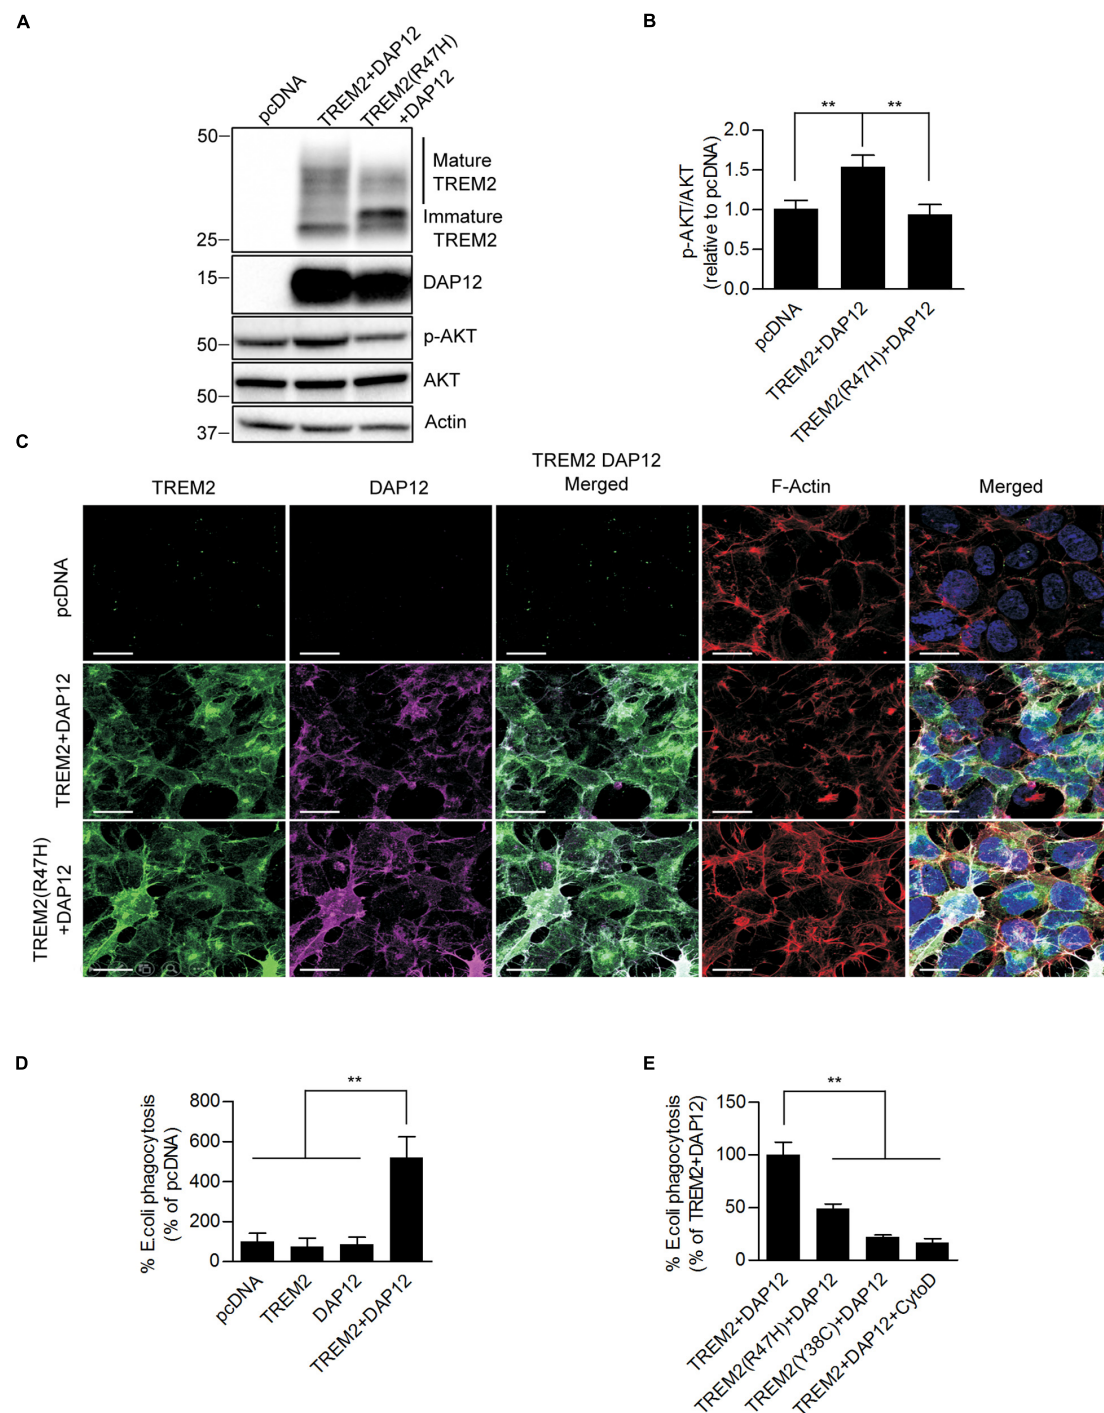 A
pcDNA
TREM2+DAP12
TREM2(R47H)
+DAP12
50
25
Mature
TREM2
Immature
TREM2
15
DAP12
50
p-AKT
50
AKT
37
Actin
B
**
**
p-AKT/AKT
(relative to pcDNA)
2.0
1.5
1.0
0.5
0.0
pcDNA
TREM2+DAP12
TREM2(R47H)+DAP12
C
TREM2
DAP12
TREM2 DAP12
Merged
F-Actin
Merged
pcDNA
TREM2+DAP12
TREM2(R47H)
+DAP12
D
**
% E.coli phagocytosis
(% of pcDNA)
800
600
400
200
0
pcDNA
TREM2
DAP12
TREM2+DAP12
E
**
% E.coli phagocytosis
(% of TREM2+DAP12)
150
100
50
0
TREM2+DAP12
TREM2(R47H)+DAP12
TREM2(Y38C)+DAP12
TREM2+DAP12+CytoD